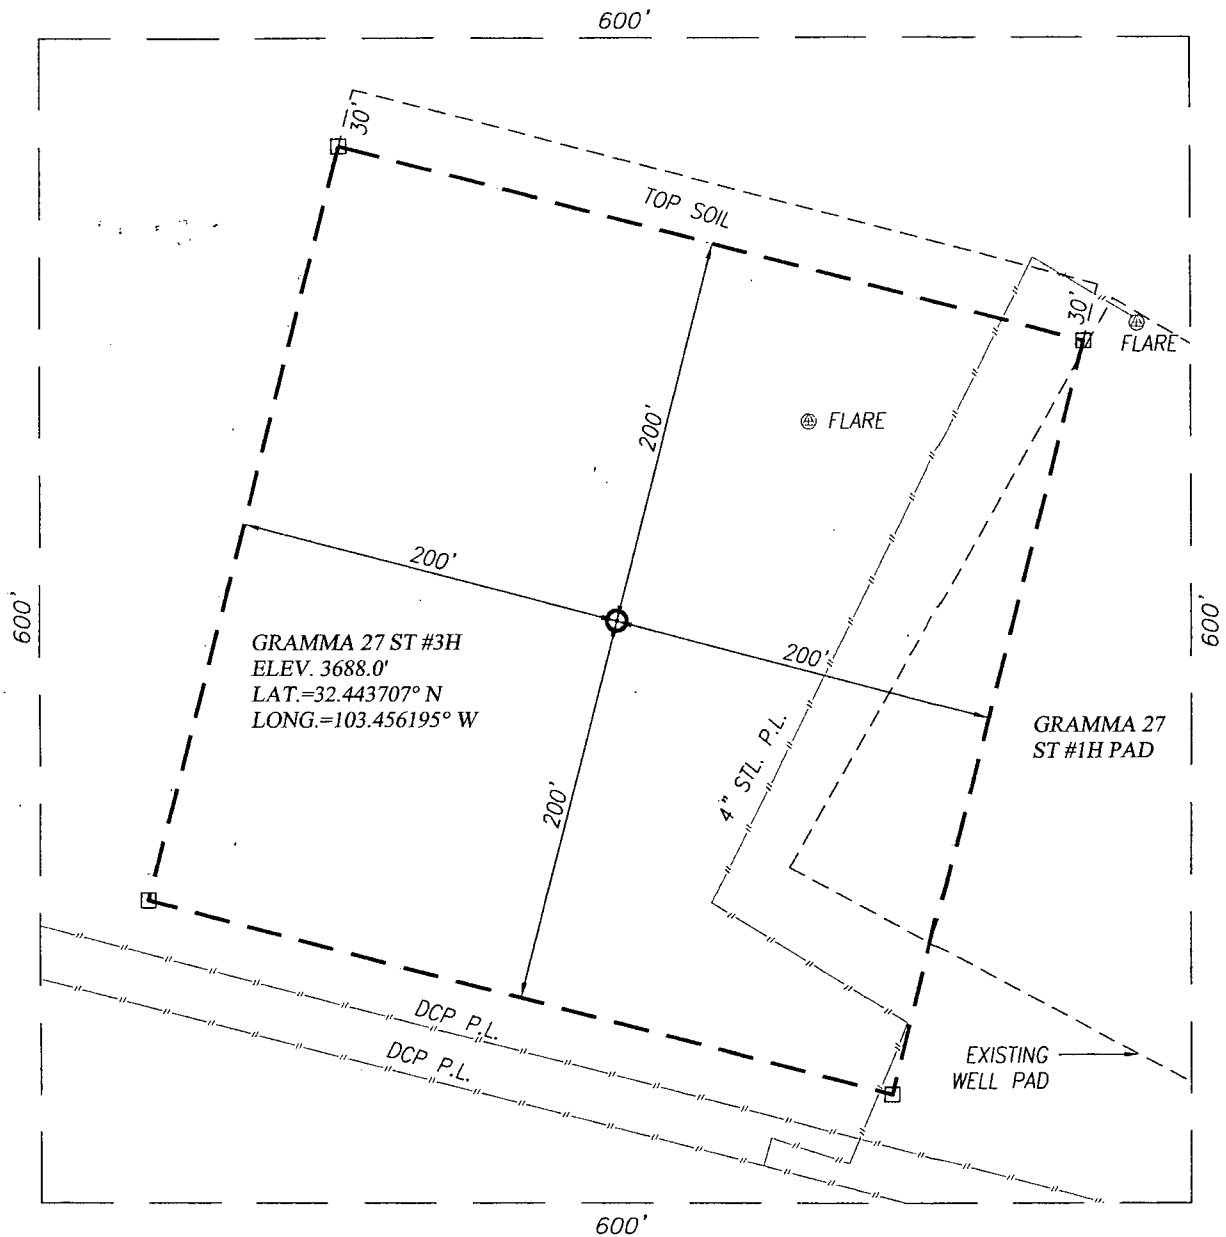 600'
30'
TOP SOIL
30'
FLARE
200'
FLARE
200'
600'
600'
GRAMMA 27 ST #3H
ELEV. 3688.0'
LAT.=32.443707° N
LONG.=103.456195° W
200'
GRAMMA 27
ST #1H PAD
4" STL. P.L.
200'
DCP P.L.
DCP P.L.
EXISTING
WELL PAD
600'